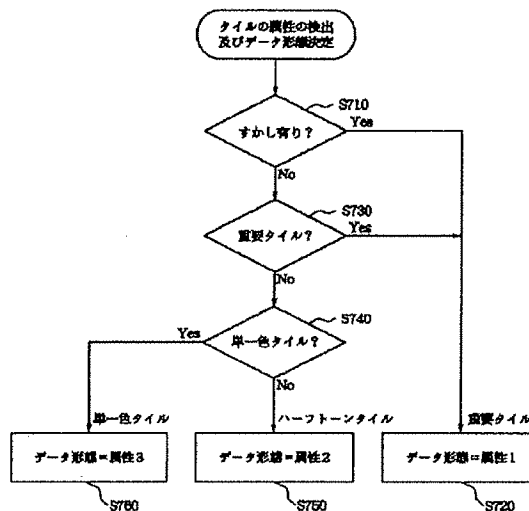 タイルの属性の検出
及びデータ形態決定
S710
すかし有り？
Yes
No
S730
重要タイル？
Yes
No
S740
単一色タイル？
Yes
No
単一色タイル
ハーフトーンタイル
重要タイル
データ形態＝属性3
データ形態＝属性2
データ形態＝属性1
S760
S750
S720